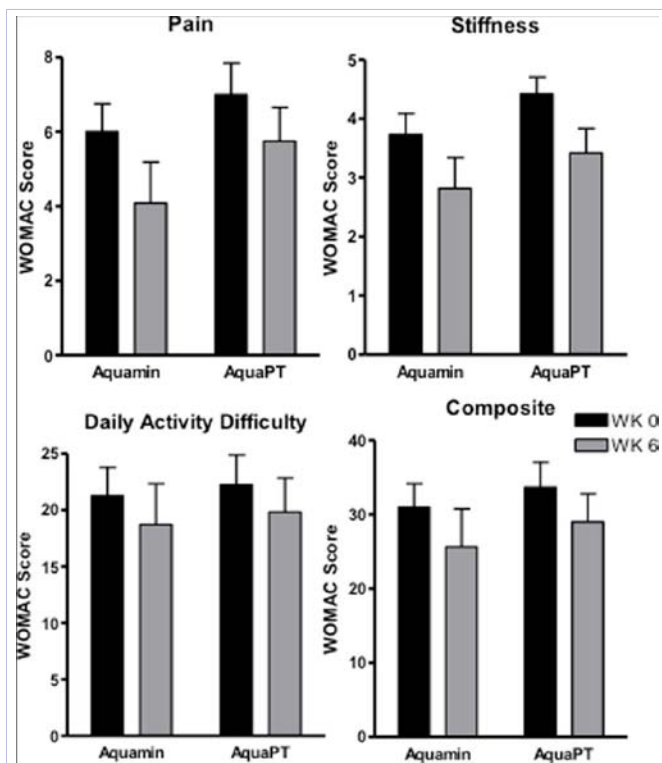 Pain
WOMAC Score
8
6
4
2
0
Aquamin
AquaPT
Stiffness
WOMAC Score
5
4
3
2
1
0
Aquamin
AquaPT
Daily Activity Difficulty
WOMAC Score
25
20
15
10
5
0
Aquamin
AquaPT
Composite
WK 0
WK 6
WOMAC Score
40
30
20
10
0
Aquamin
AquaPT